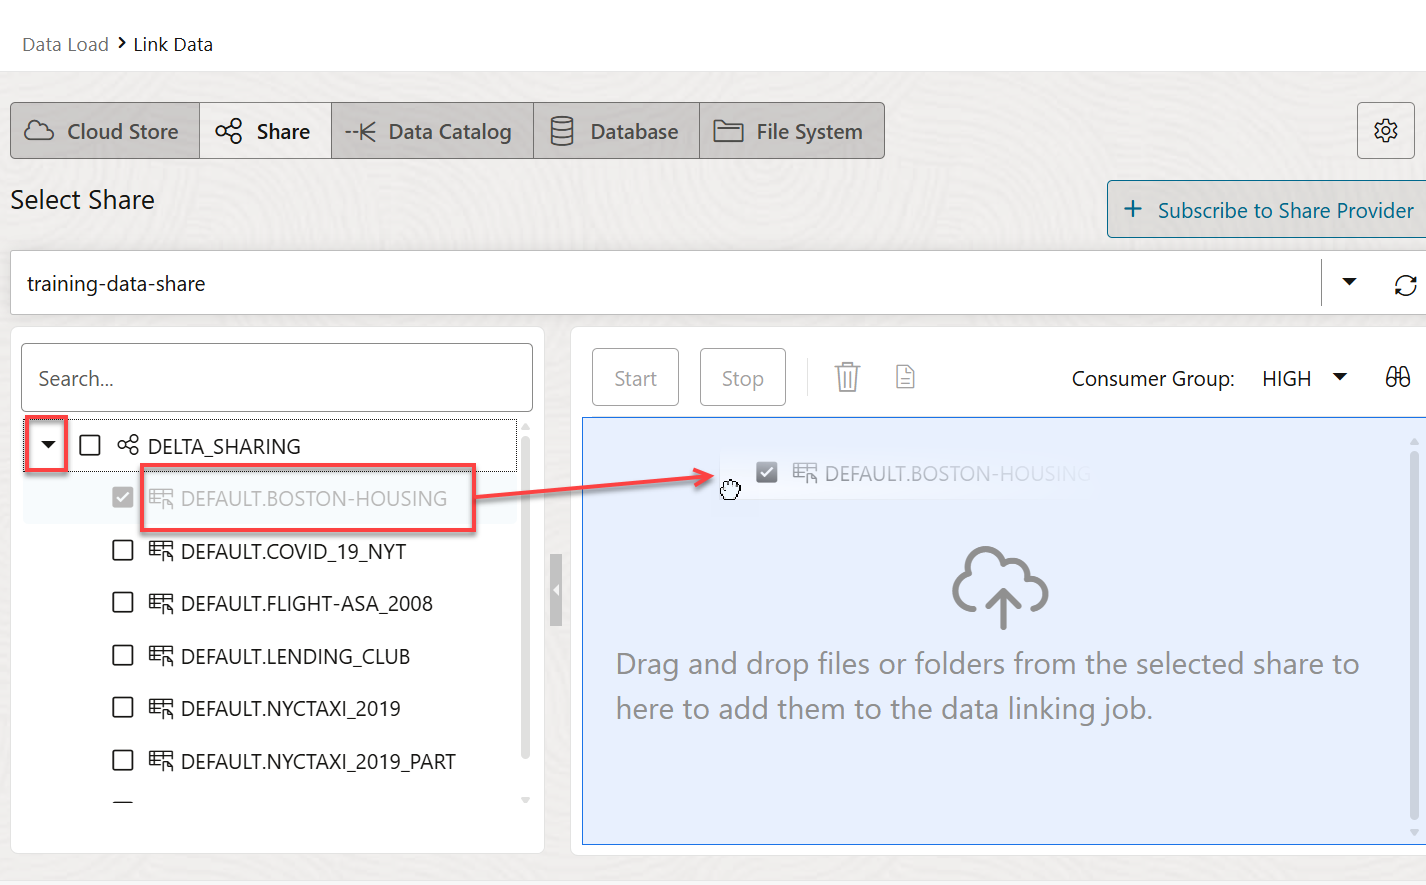 Data Load > Link Data
Cloud Store Share Data Catalog Database File System
Select Share
+ Subscribe to Share Provider
training-data-share
Search...
Start Stop Consumer Group: HIGH
DELTA_SHARING
DEFAULT.BOSTON-HOUSING
DEFAULT.BOSTON-HOUSING
DEFAULT.COVID_19_NYT
DEFAULT.FLIGHT-ASA_2008
DEFAULT.LENDING_CLUB
DEFAULT.NYCTAXI_2019
DEFAULT.NYCTAXI_2019_PART
Drag and drop files or folders from the selected share to
here to add them to the data linking job.